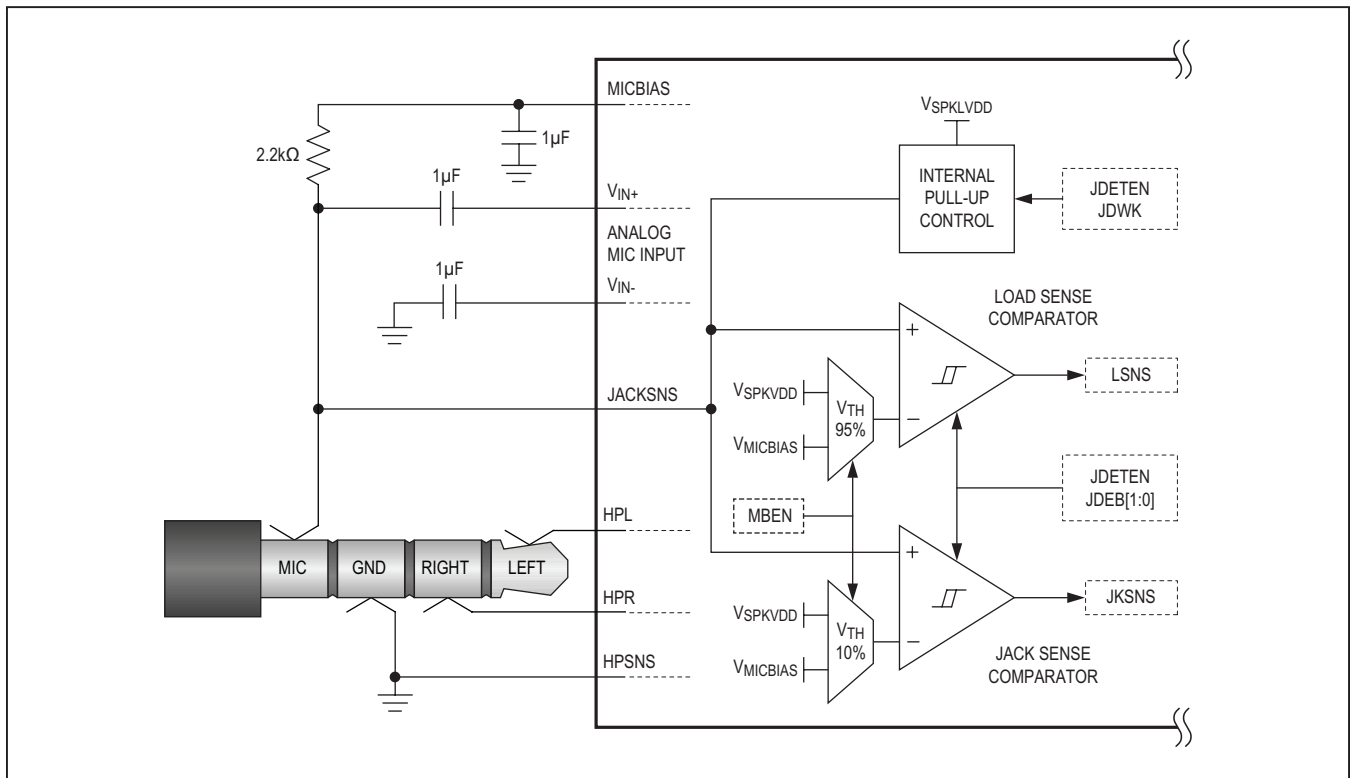 MICBIAS
1µF
2.2kΩ
1µF
VIN+
ANALOG
MIC INPUT
1µF
VIN-
JACKSNS
MIC
GND
RIGHT
LEFT
HPL
HPR
HPSNS
VSPKLVDD
INTERNAL
PULL-UP
CONTROL
JDETEN
JDWK
LOAD SENSE
COMPARATOR
+
−
VSPKVDD
VMICBIAS
VTH
95%
LSNS
MBEN
JDETEN
JDEB[1:0]
+
−
VSPKVDD
VMICBIAS
VTH
10%
JKSNS
JACK SENSE
COMPARATOR